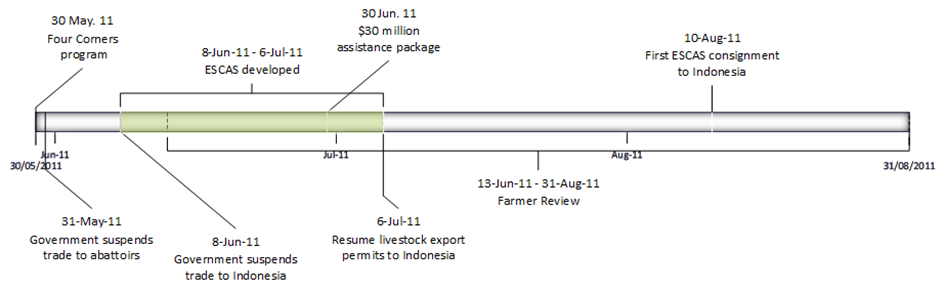 30 May. 11
Four Corners
program
8-Jun-11 - 6-Jul-11
ESCAS developed
30 Jun. 11
$30 million
assistance package
10-Aug-11
First ESCAS consignment
to Indonesia
Jun-11
Jul-11
Aug-11
30/05/2011
31/08/2011
13-Jun-11 - 31-Aug-11
Farmer Review
31-May-11
Government suspends
trade to abattoirs
8-Jun-11
Government suspends
trade to Indonesia
6-Jul-11
Resume livestock export
permits to Indonesia